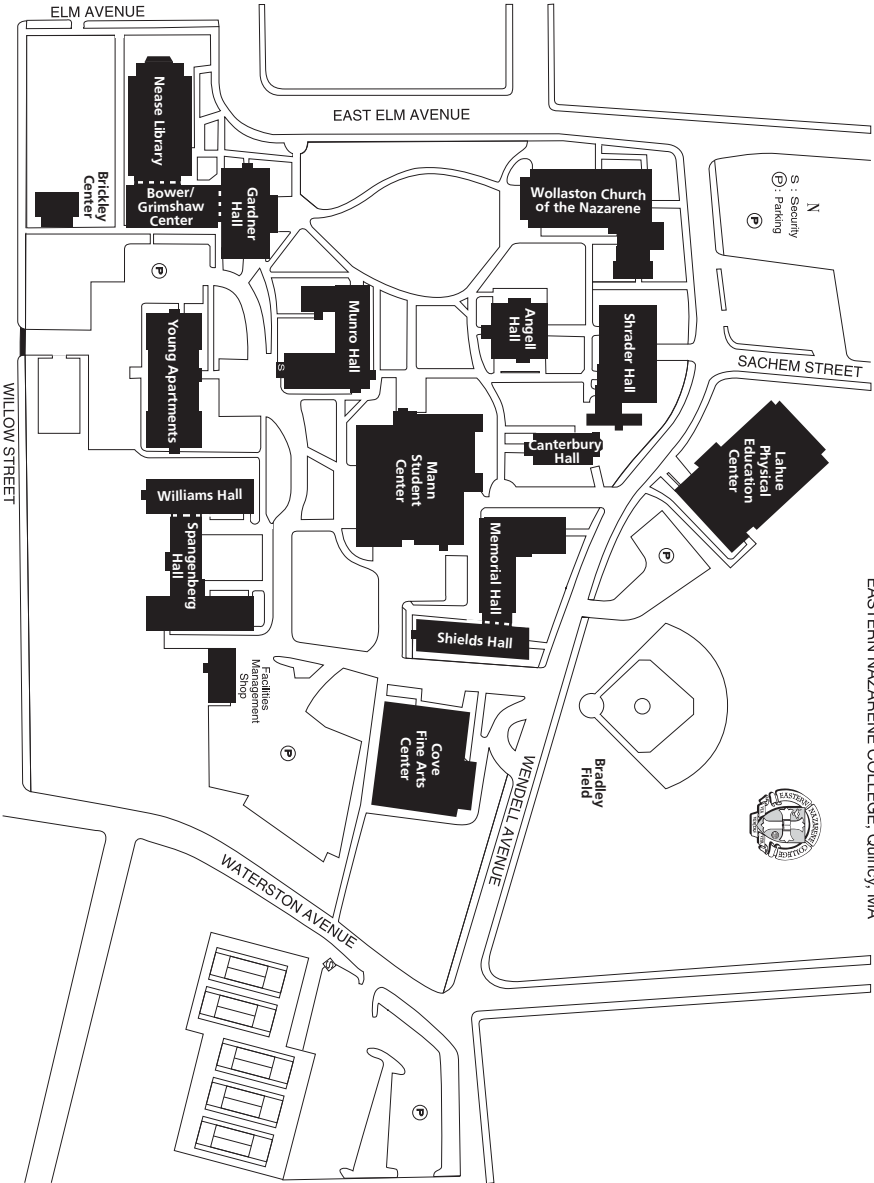 ELM AVENUE
EAST ELM AVENUE
Nease Library
Brickley
Center
Bower/
Grimshaw
Center
Gardner
Hall
Wollaston Church
of the Nazarene
N
S : Security
P : Parking
P
P
Young Apartments
Munro Hall
S
Angell
Hall
Shrader Hall
SACHEM STREET
WILLOW STREET
Mann
Student
Center
Canterbury
Hall
Lahue
Physical
Education
Center
Williams Hall
Spangenberg
Hall
Memorial Hall
Shields Hall
P
Facilities
Management
Shop
P
Cove
Fine Arts
Center
WENDELL AVENUE
Bradley
Field
EASTERN NAZARENE COLLEGE, Quincy, MA
EASTERN NAZARENE COLLEGE
WATERSTON AVENUE
S
P